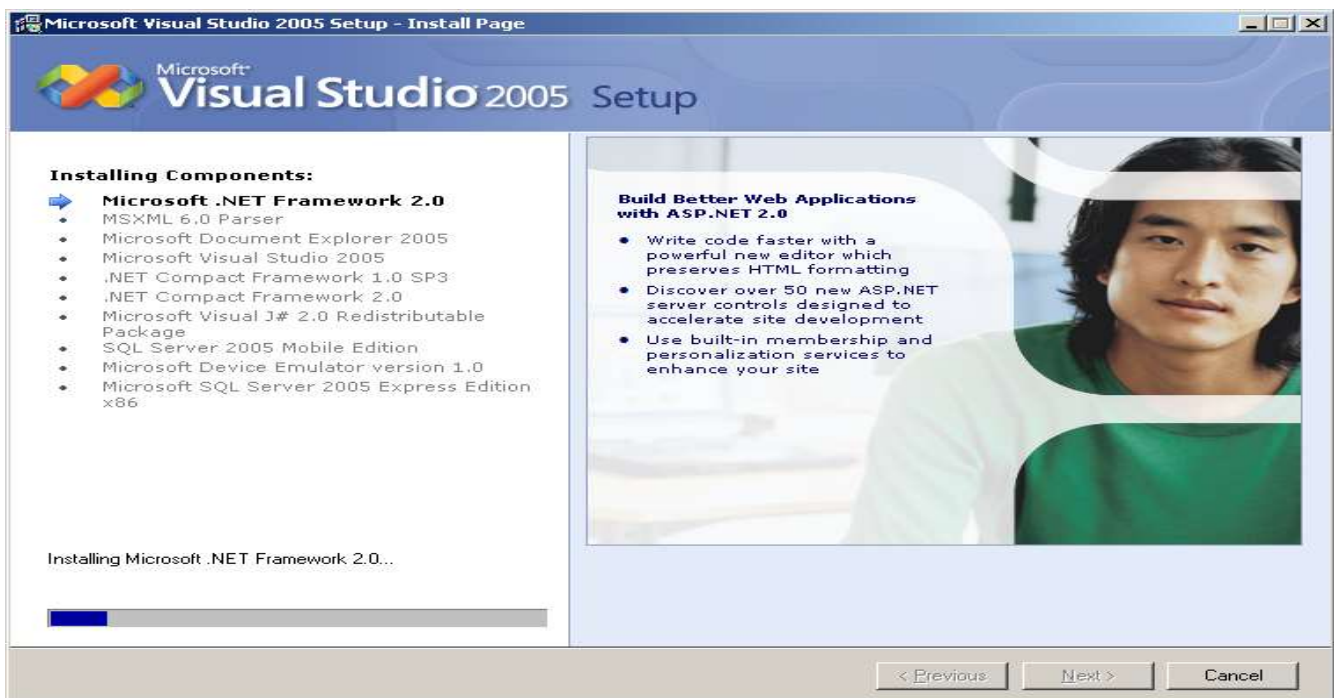 Microsoft Visual Studio 2005 Setup - Install Page
Microsoft
Visual Studio 2005 Setup
Installing Components:
Microsoft .NET Framework 2.0
MSXML 6.0 Parser
Microsoft Document Explorer 2005
Microsoft Visual Studio 2005
.NET Compact Framework 1.0 SP3
.NET Compact Framework 2.0
Microsoft Visual J# 2.0 Redistributable
Package
SQL Server 2005 Mobile Edition
Microsoft Device Emulator version 1.0
Microsoft SQL Server 2005 Express Edition
x86
Installing Microsoft .NET Framework 2.0...
Build Better Web Applications
with ASP.NET 2.0
Write code faster with a
powerful new editor which
preserves HTML formatting
Discover over 50 new ASP.NET
server controls designed to
accelerate site development
Use built-in membership and
personalization services to
enhance your site
< Previous
Next >
Cancel